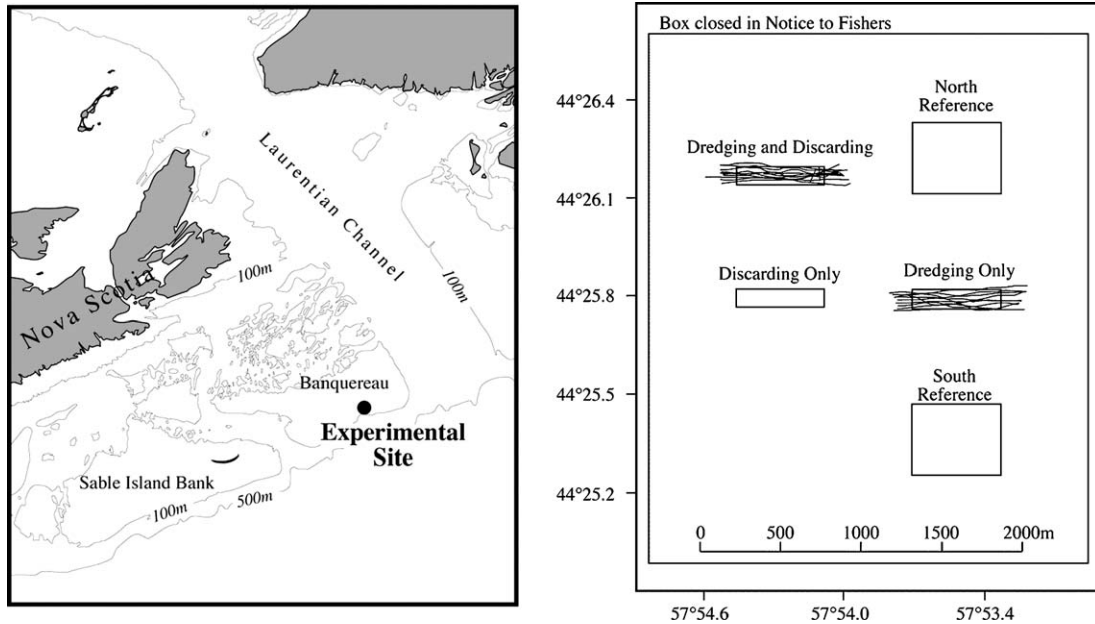 Laurentian Channel
Nova Scotia
100m
100m
Banquereau
Experimental
Site
Sable Island Bank
100m
500m
Box closed in Notice to Fishers
44°26.4
44°26.1
44°25.8
44°25.5
44°25.2
North
Reference
Dredging and Discarding
Discarding Only
Dredging Only
South
Reference
0 500 1000 1500 2000m
57°54.6 57°54.0 57°53.4